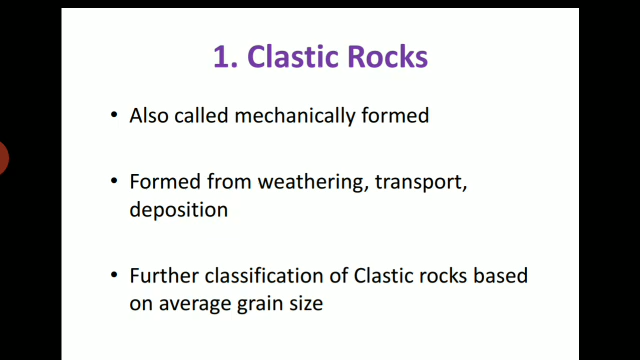 1. Clastic Rocks
• Also called mechanically formed
• Formed from weathering, transport,
deposition
• Further classification of Clastic rocks based
on average grain size